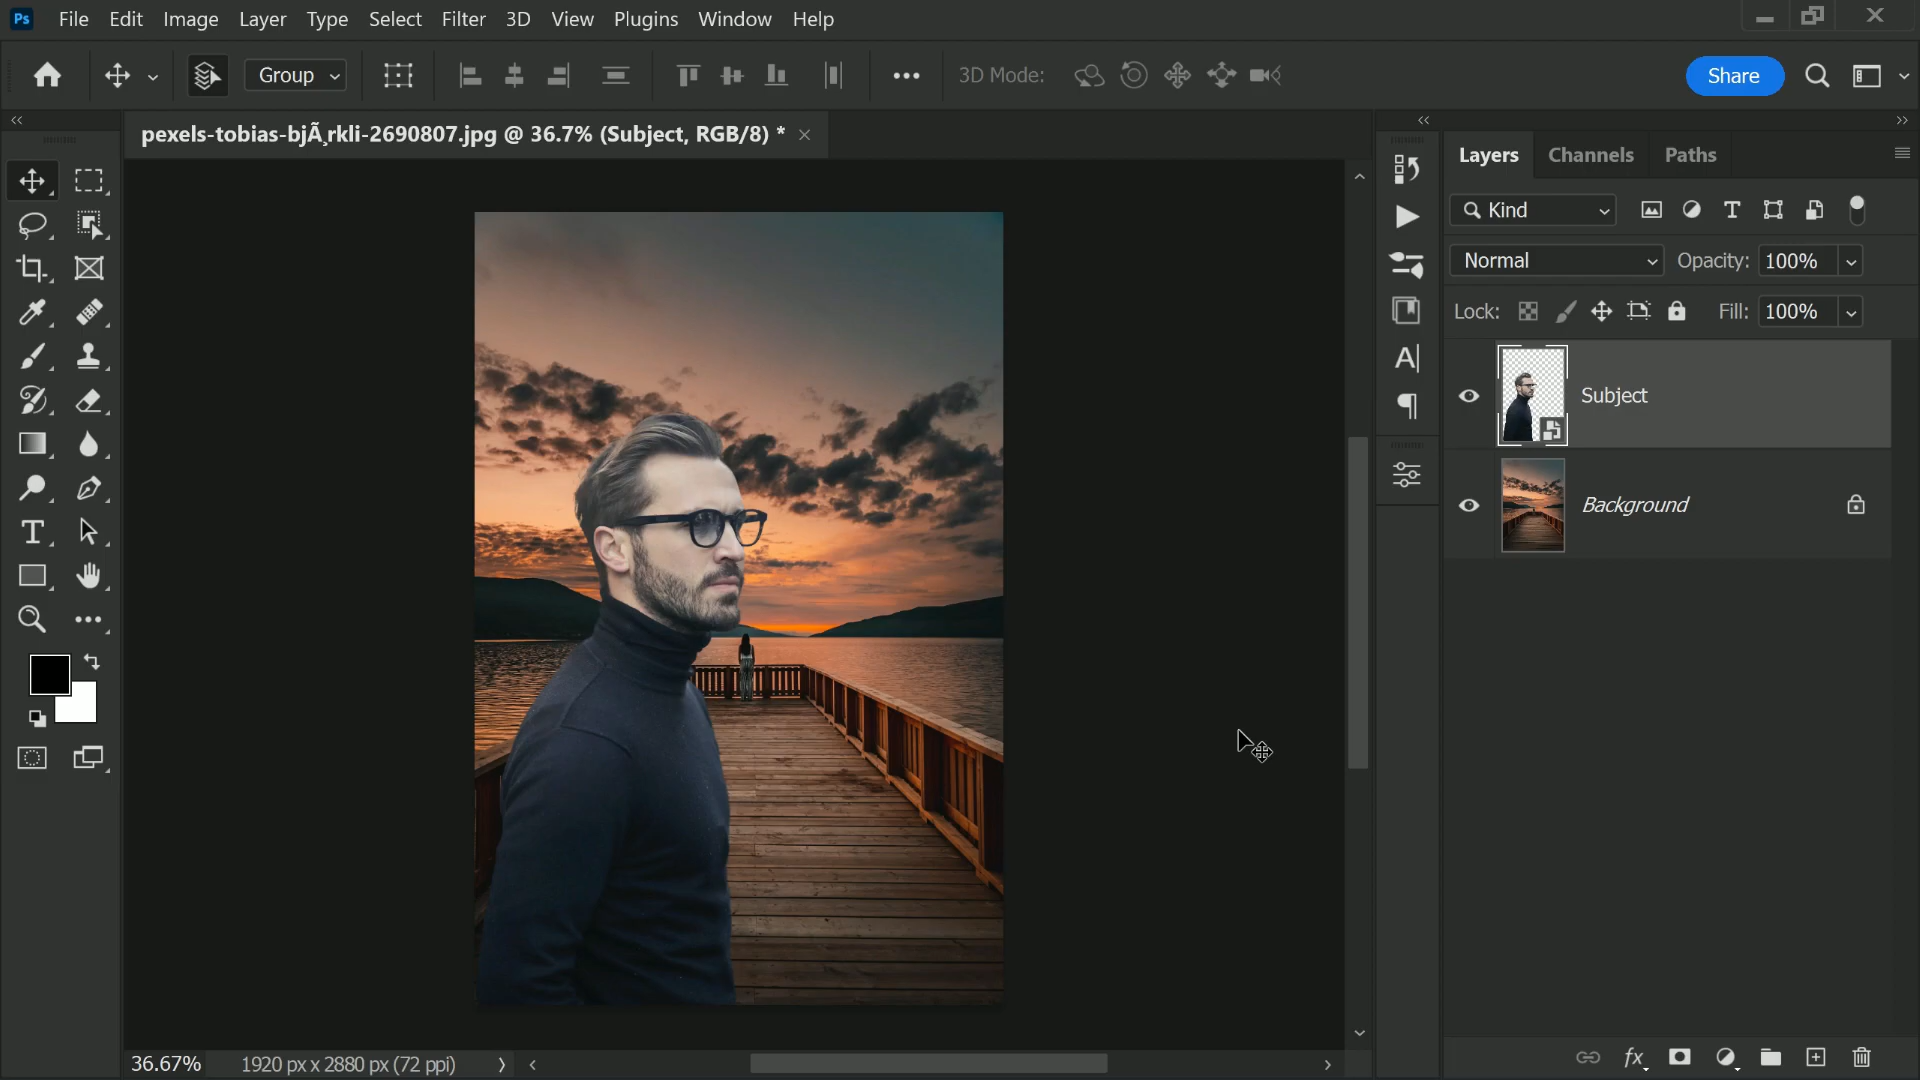 Ps File Edit Image Layer Type Select Filter 3D View Plugins Window Help
Group 3D Mode: Share
pexels-tobias-bjÃ¸rkli-2690807.jpg @ 36.7% (Subject, RGB/8) *
Layers Channels Paths
Kind
Normal Opacity: 100%
Lock: Fill: 100%
Subject
Background
36.67% 1920 px x 2880 px (72 ppi)